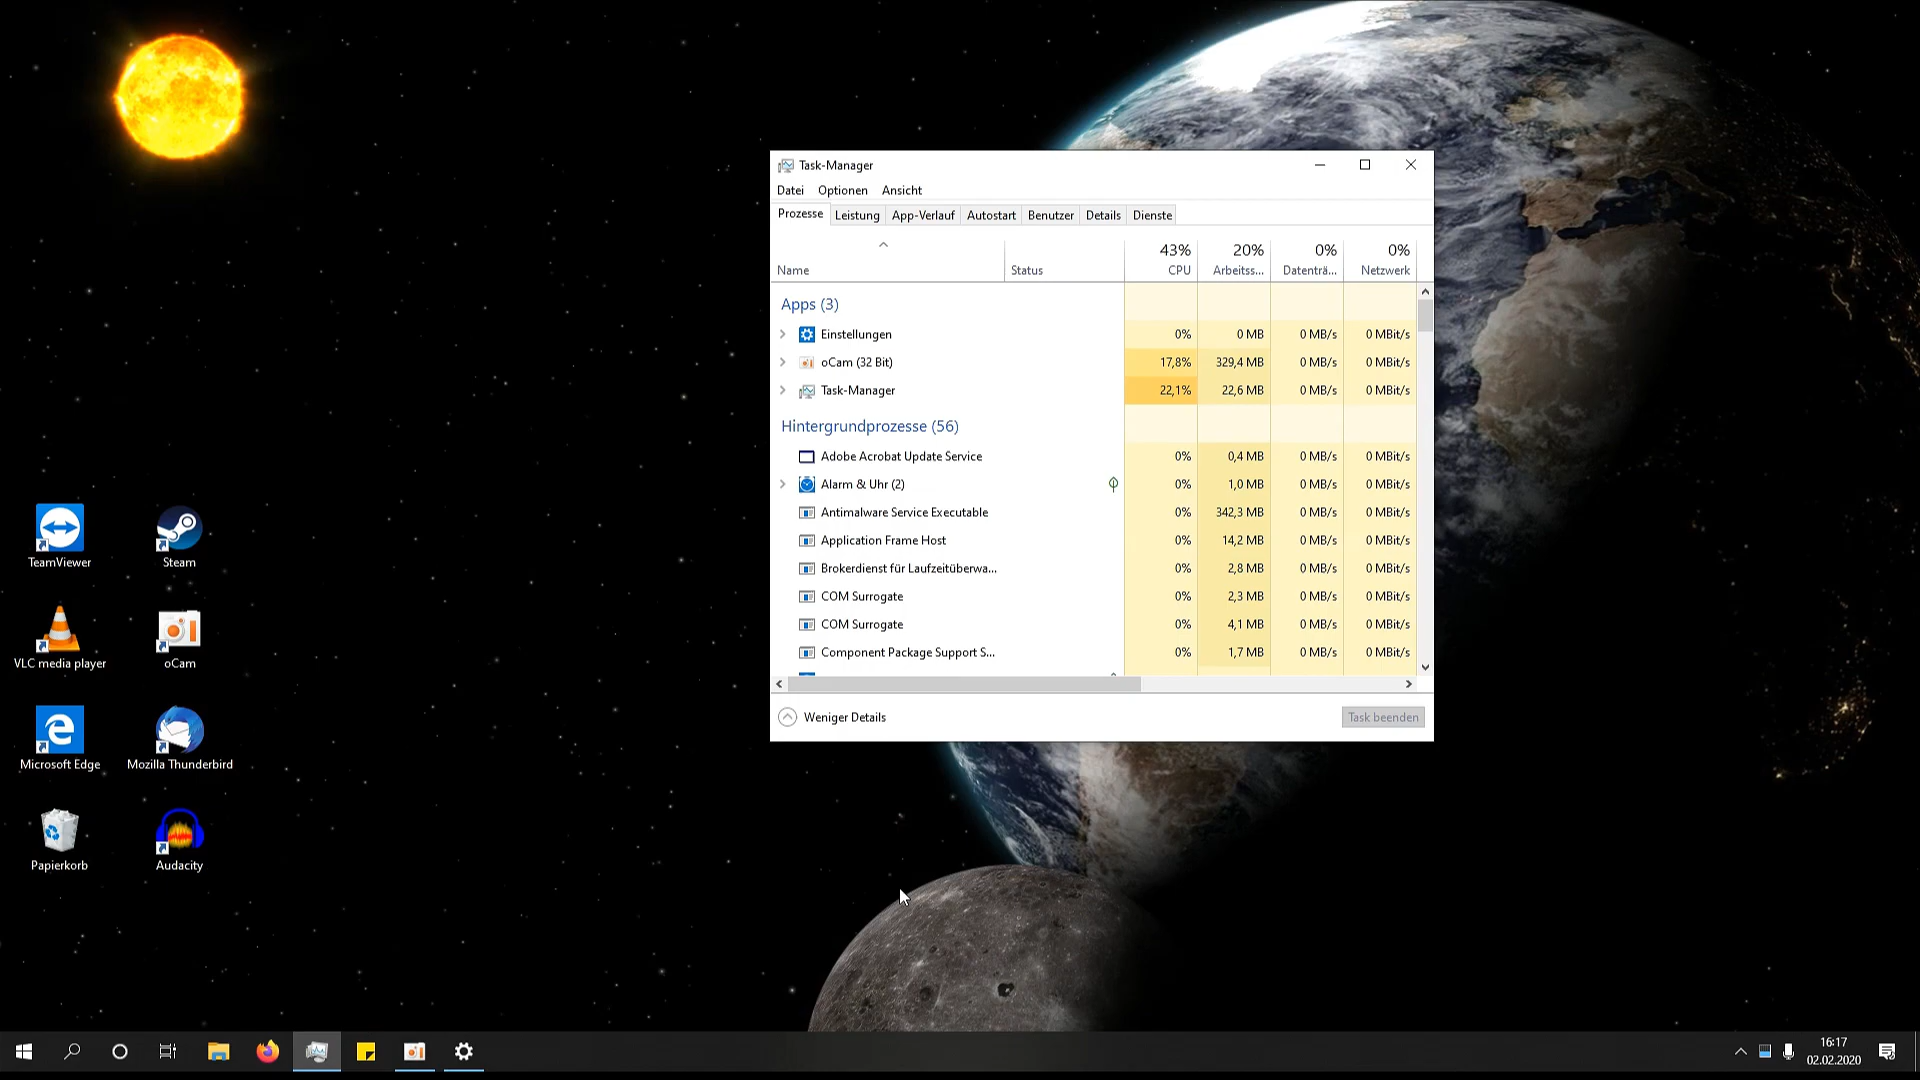 Task-Manager
Datei Optionen Ansicht
Prozesse Leistung App-Verlauf Autostart Benutzer Details Dienste
43% 20% 0% 0%
Name Status CPU Arbeitss... Datenträ... Netzwerk
Apps (3)
Einstellungen 0% 0 MB 0 MB/s 0 MBit/s
oCam (32 Bit) 17,8% 329,4 MB 0 MB/s 0 MBit/s
Task-Manager 22,1% 22,6 MB 0 MB/s 0 MBit/s
Hintergrundprozesse (56)
Adobe Acrobat Update Service 0% 0,4 MB 0 MB/s 0 MBit/s
Alarm & Uhr (2) 0% 1,0 MB 0 MB/s 0 MBit/s
Antimalware Service Executable 0% 342,3 MB 0 MB/s 0 MBit/s
Application Frame Host 0% 14,2 MB 0 MB/s 0 MBit/s
Brokerdienst für Laufzeitüberwa... 0% 2,8 MB 0 MB/s 0 MBit/s
COM Surrogate 0% 2,3 MB 0 MB/s 0 MBit/s
COM Surrogate 0% 4,1 MB 0 MB/s 0 MBit/s
Component Package Support S... 0% 1,7 MB 0 MB/s 0 MBit/s
Weniger Details Task beenden
TeamViewer Steam
VLC media player oCam
Microsoft Edge Mozilla Thunderbird
Papierkorb Audacity
16:17
02.02.2020